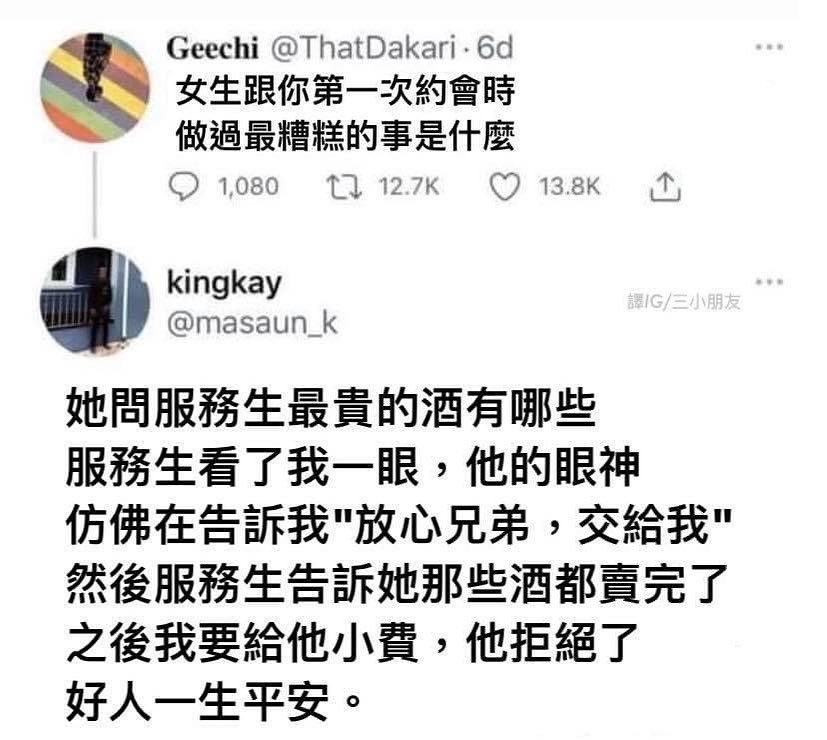 Geechi @ThatDakari · 6d
女生跟你第一次約會時
做過最糟糕的事是什麼
1,080 12.7K 13.8K
kingkay
@masaun_k
譯IG/三小朋友
她問服務生最貴的酒有哪些
服務生看了我一眼，他的眼神
仿佛在告訴我"放心兄弟，交給我"
然後服務生告訴她那些酒都賣完了
之後我要給他小費，他拒絕了
好人一生平安。